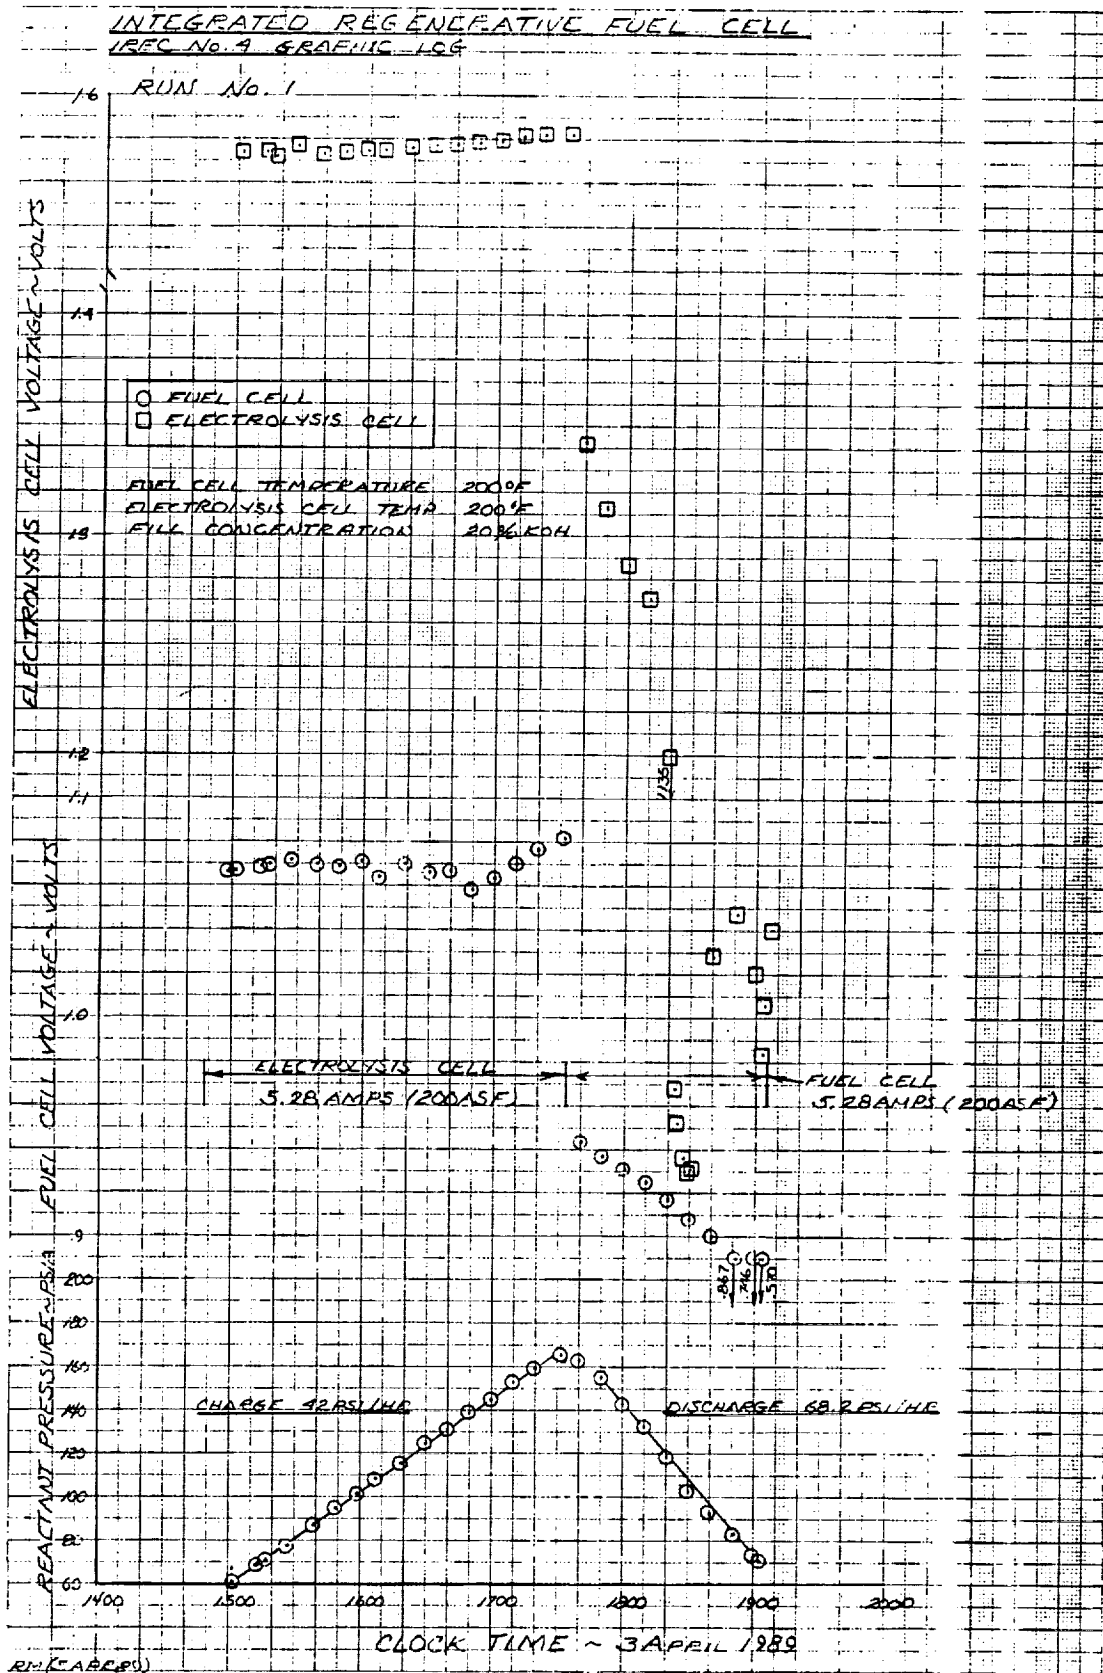 INTEGRATED REGENERATIVE FUEL CELL
IRFC No. 4 GRAPHIC LOG
RUN No. 1
1.6
1.4
1.3
1.2
1.1
1.0
.9
ELECTROLYSIS CELL VOLTAGE ~ VOLTS
FUEL CELL VOLTAGE ~ VOLTS
REACTANT PRESSURE ~ PSIA
FUEL CELL
ELECTROLYSIS CELL
FUEL CELL TEMPERATURE 200°F
ELECTROLYSIS CELL TEMP 200°F
FILL CONCENTRATION 20% KOH
1.135
ELECTROLYSIS CELL
5.28 AMPS (200ASF)
FUEL CELL
5.28 AMPS (200ASF)
.867
.746
.570
200
180
160
140
120
100
80
60
CHARGE 42 PSI/HR
DISCHARGE 68.2 PSI/HR
1400 1500 1600 1700 1800 1900 2000
CLOCK TIME ~ 3 APRIL 1989